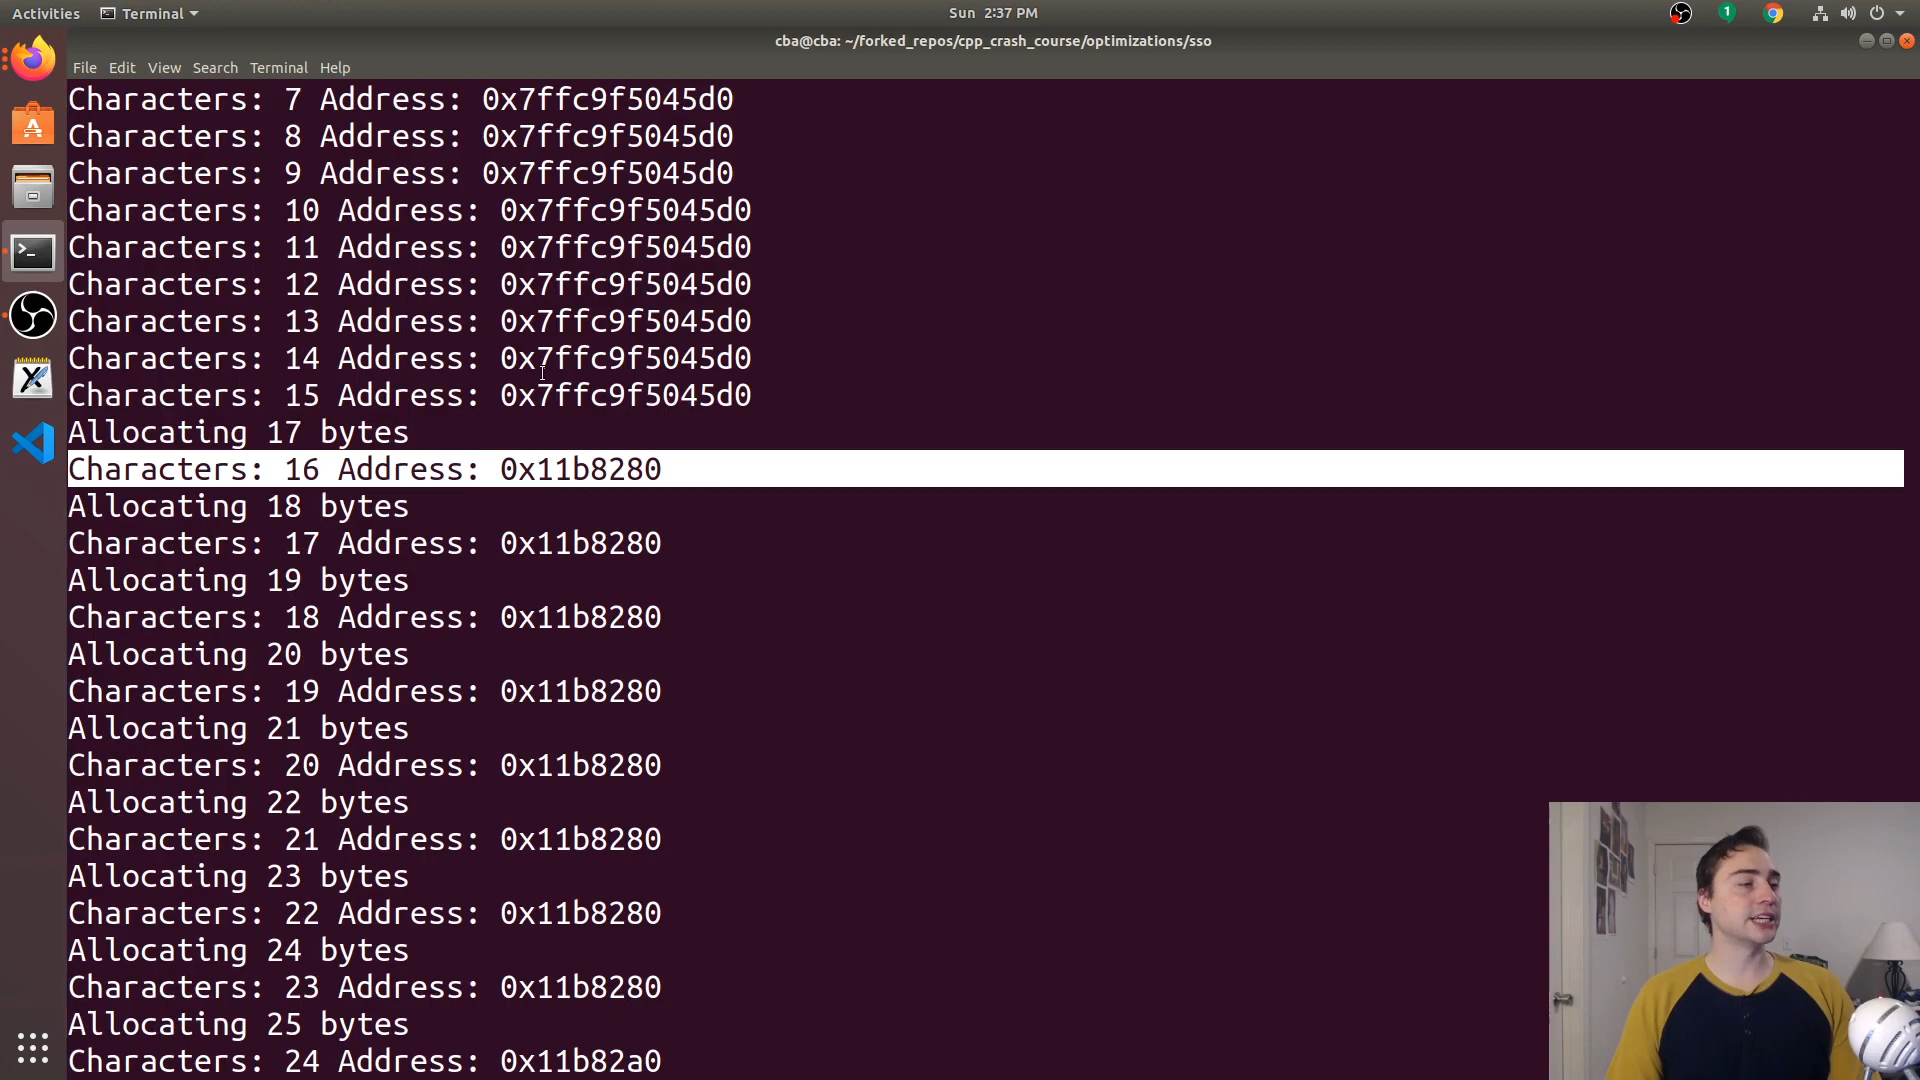 Activities Terminal Sun 2:37 PM 1
cba@cba: ~/forked_repos/cpp_crash_course/optimizations/sso
File Edit View Search Terminal Help
Characters: 7 Address: 0x7ffc9f5045d0
Characters: 8 Address: 0x7ffc9f5045d0
Characters: 9 Address: 0x7ffc9f5045d0
Characters: 10 Address: 0x7ffc9f5045d0
Characters: 11 Address: 0x7ffc9f5045d0
Characters: 12 Address: 0x7ffc9f5045d0
Characters: 13 Address: 0x7ffc9f5045d0
Characters: 14 Address: 0x7ffc9f5045d0
Characters: 15 Address: 0x7ffc9f5045d0
Allocating 17 bytes
Characters: 16 Address: 0x11b8280
Allocating 18 bytes
Characters: 17 Address: 0x11b8280
Allocating 19 bytes
Characters: 18 Address: 0x11b8280
Allocating 20 bytes
Characters: 19 Address: 0x11b8280
Allocating 21 bytes
Characters: 20 Address: 0x11b8280
Allocating 22 bytes
Characters: 21 Address: 0x11b8280
Allocating 23 bytes
Characters: 22 Address: 0x11b8280
Allocating 24 bytes
Characters: 23 Address: 0x11b8280
Allocating 25 bytes
Characters: 24 Address: 0x11b82a0